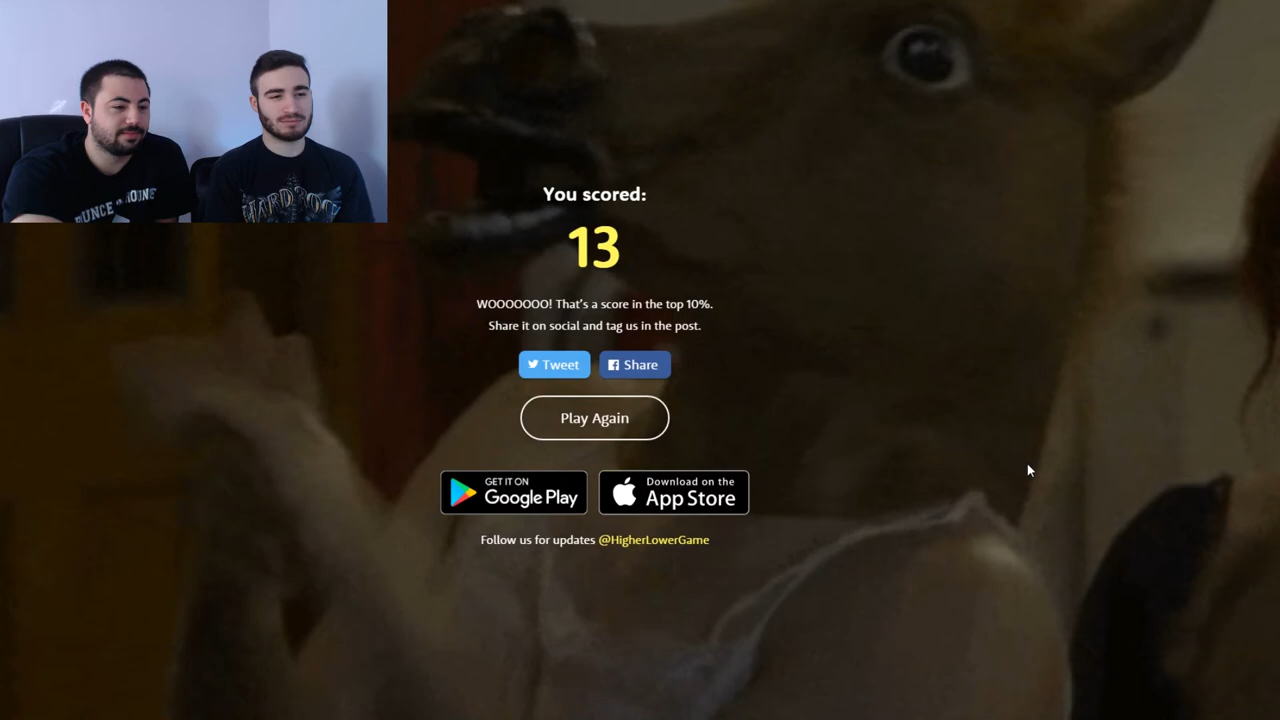 You scored:
13
WOOOOOOO! That's a score in the top 10%.
Share it on social and tag us in the post.
Tweet
Share
Play Again
GET IT ON
Google Play
Download on the
App Store
Follow us for updates @HigherLowerGame